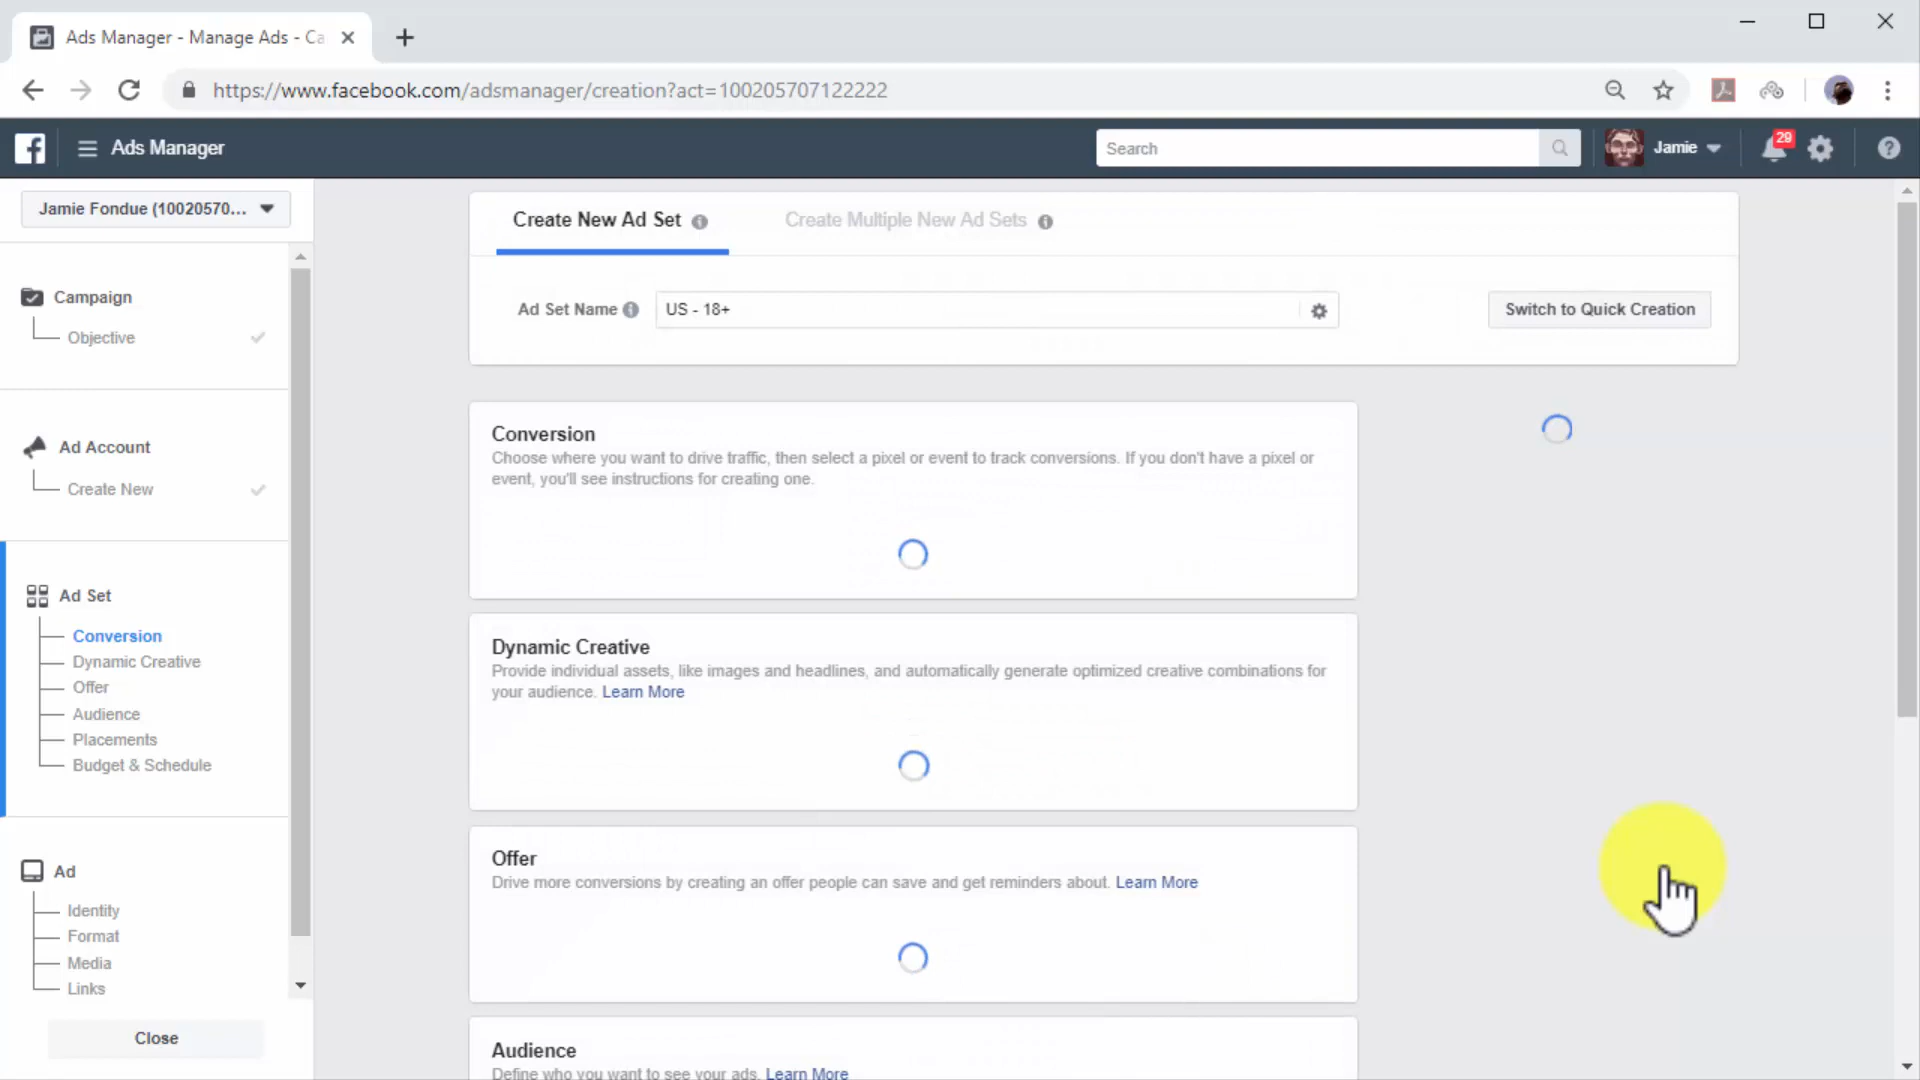 Ads Manager - Manage Ads - Ca
https://www.facebook.com/adsmanager/creation?act=100205707122222
Ads Manager
Search
Jamie
29
Jamie Fondue (10020570...
Campaign
Objective
Ad Account
Create New
Ad Set
Conversion
Dynamic Creative
Offer
Audience
Placements
Budget & Schedule
Ad
Identity
Format
Media
Links
Close
Create New Ad Set
Create Multiple New Ad Sets
Ad Set Name
US - 18+
Switch to Quick Creation
Conversion
Choose where you want to drive traffic, then select a pixel or event to track conversions. If you don't have a pixel or
event, you'll see instructions for creating one.
Dynamic Creative
Provide individual assets, like images and headlines, and automatically generate optimized creative combinations for
your audience. Learn More
Offer
Drive more conversions by creating an offer people can save and get reminders about. Learn More
Audience
Define who you want to see your ads. Learn More